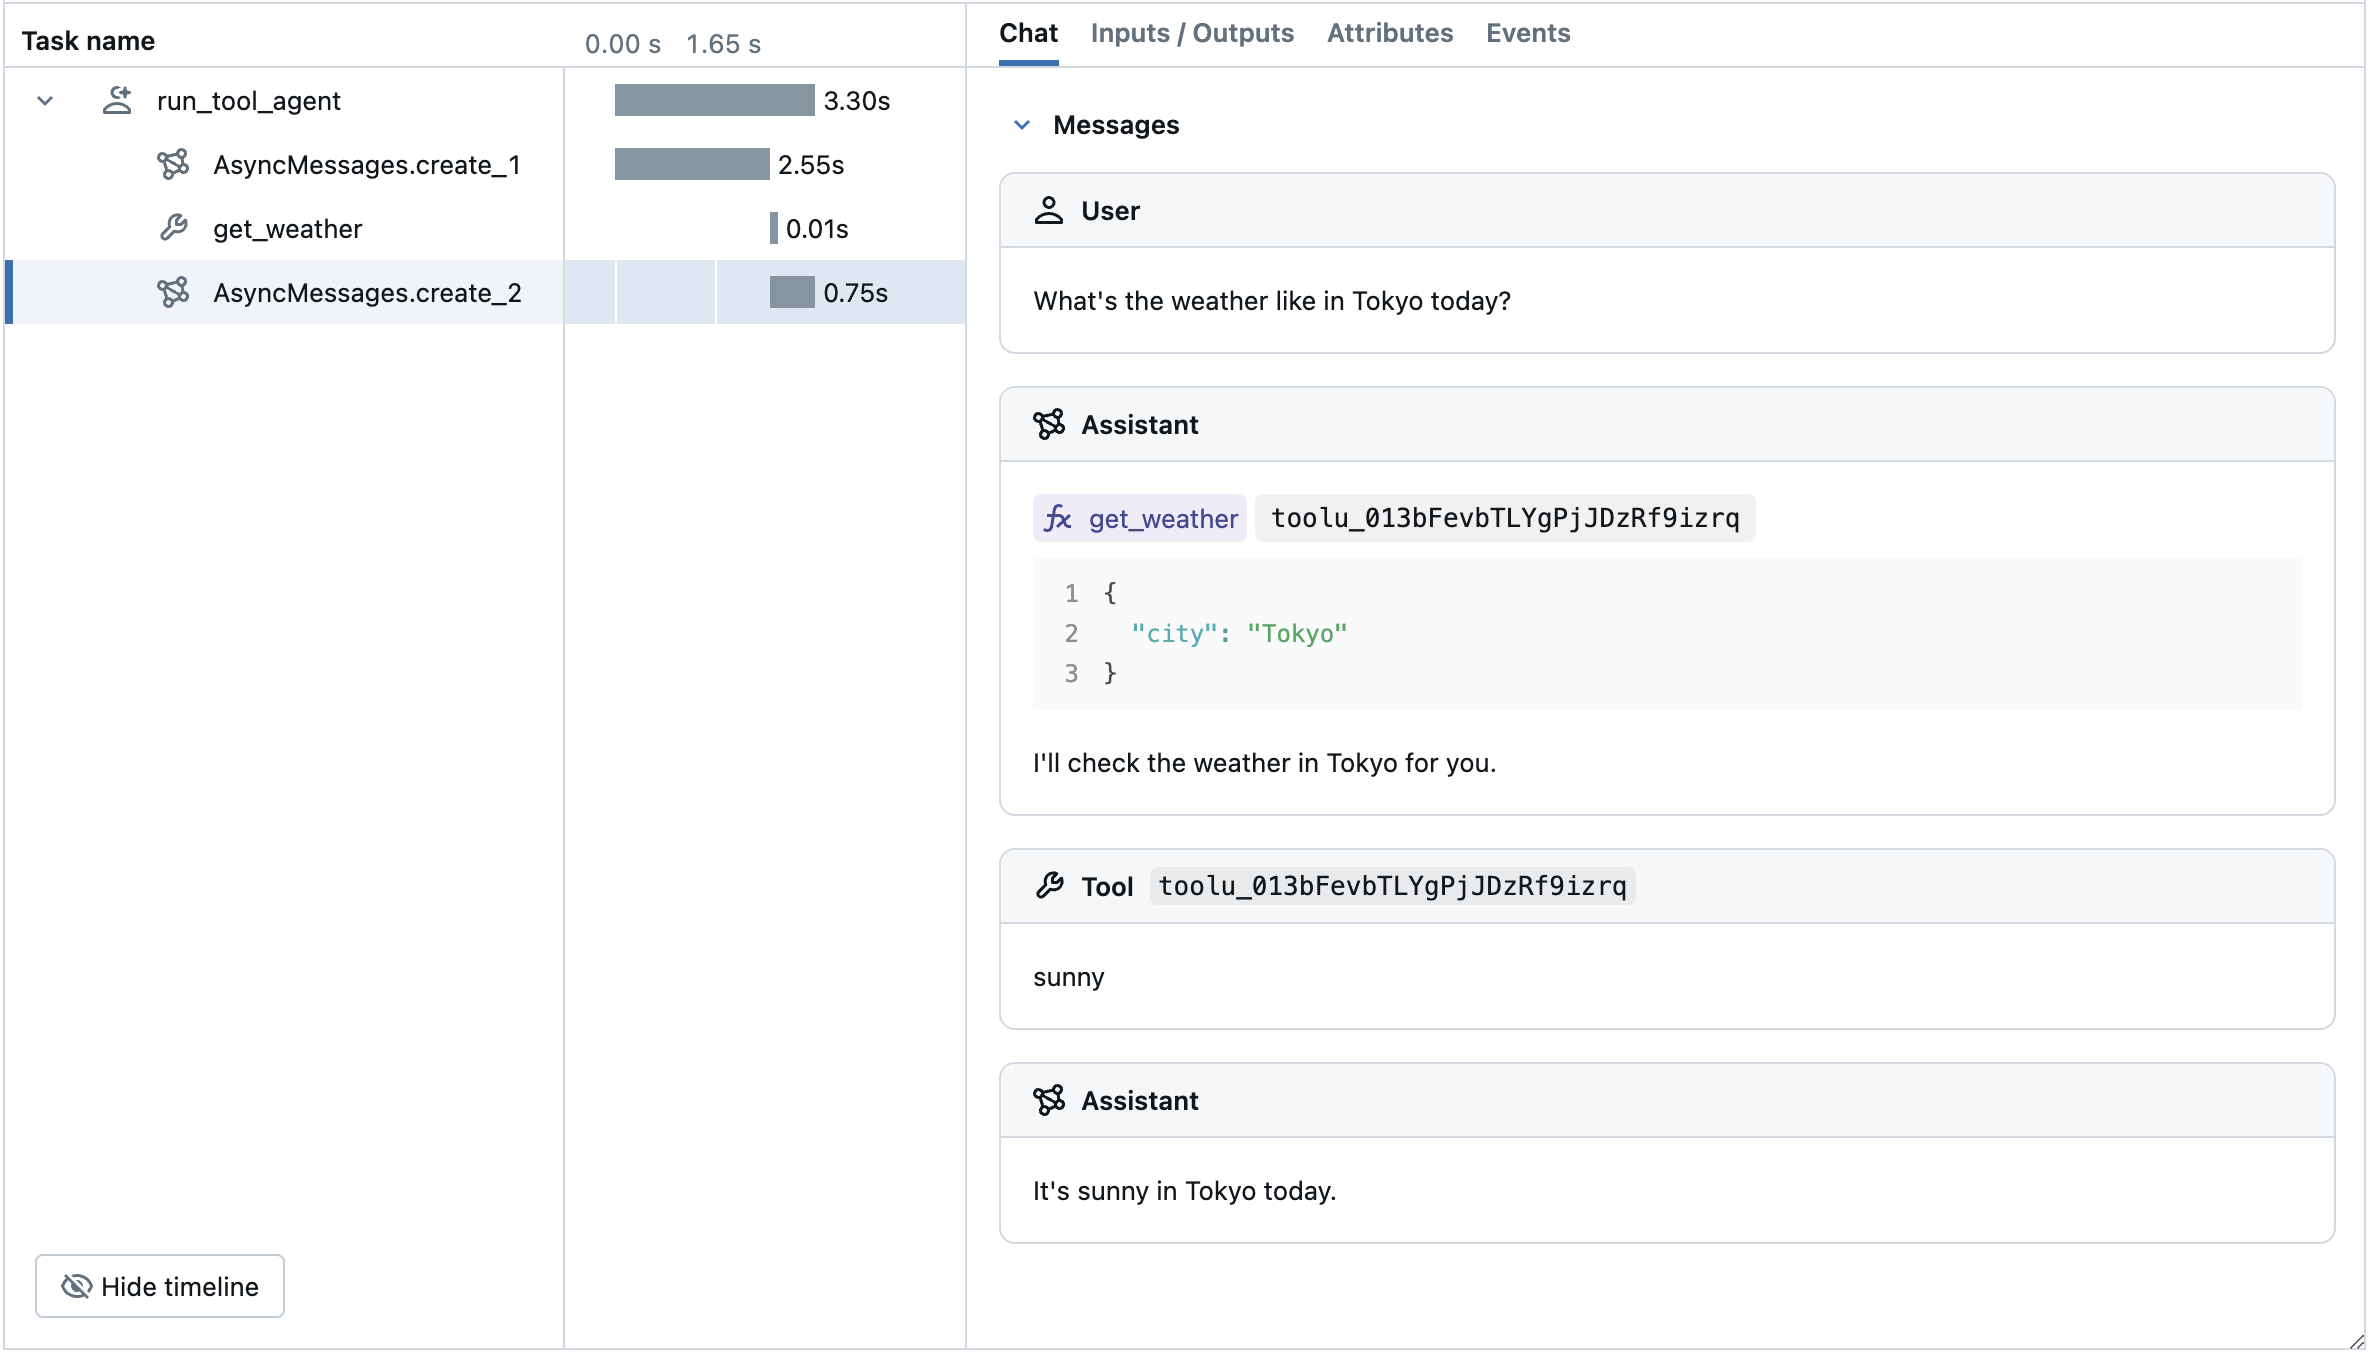 Task name
0.00 s 1.65 s
run_tool_agent 3.30s
AsyncMessages.create_1 2.55s
get_weather 0.01s
AsyncMessages.create_2 0.75s
Hide timeline
Chat Inputs / Outputs Attributes Events
Messages
User
What's the weather like in Tokyo today?
Assistant
fx get_weather toolu_013bFevbTLYgPjJDzRf9izrq
1 {
2 "city": "Tokyo"
3 }
I'll check the weather in Tokyo for you.
Tool toolu_013bFevbTLYgPjJDzRf9izrq
sunny
Assistant
It's sunny in Tokyo today.